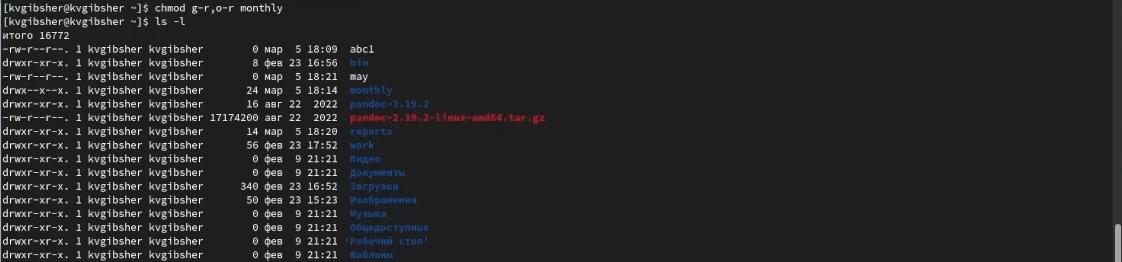 [kvgibsher@kvgibsher ~]$ chmod g-r,o-r monthly
[kvgibsher@kvgibsher ~]$ ls -l
итого 16772
-rw-r--r--. 1 kvgibsher kvgibsher        0 мар  5 18:09  abc1
drwxr-xr-x. 1 kvgibsher kvgibsher        8 фев 23 16:56  bin
-rw-r--r--. 1 kvgibsher kvgibsher        0 мар  5 18:21  may
drwx--x--x. 1 kvgibsher kvgibsher       24 мар  5 18:14  monthly
drwxr-xr-x. 1 kvgibsher kvgibsher       16 авг 22  2022  pandoc-2.19.2
-rw-r--r--. 1 kvgibsher kvgibsher 17174200 авг 22  2022  pandoc-2.19.2-linux-amd64.tar.gz
drwxr-xr-x. 1 kvgibsher kvgibsher       14 мар  5 18:20  reports
drwxr-xr-x. 1 kvgibsher kvgibsher       56 фев 23 17:52  work
drwxr-xr-x. 1 kvgibsher kvgibsher        0 фев  9 21:21  Видео
drwxr-xr-x. 1 kvgibsher kvgibsher        0 фев  9 21:21  Документы
drwxr-xr-x. 1 kvgibsher kvgibsher      340 фев 23 16:52  Загрузки
drwxr-xr-x. 1 kvgibsher kvgibsher       50 фев 23 15:23  Изображения
drwxr-xr-x. 1 kvgibsher kvgibsher        0 фев  9 21:21  Музыка
drwxr-xr-x. 1 kvgibsher kvgibsher        0 фев  9 21:21  Общедоступные
drwxr-xr-x. 1 kvgibsher kvgibsher        0 фев  9 21:21 'Рабочий стол'
drwxr-xr-x. 1 kvgibsher kvgibsher        0 фев  9 21:21  Шаблоны